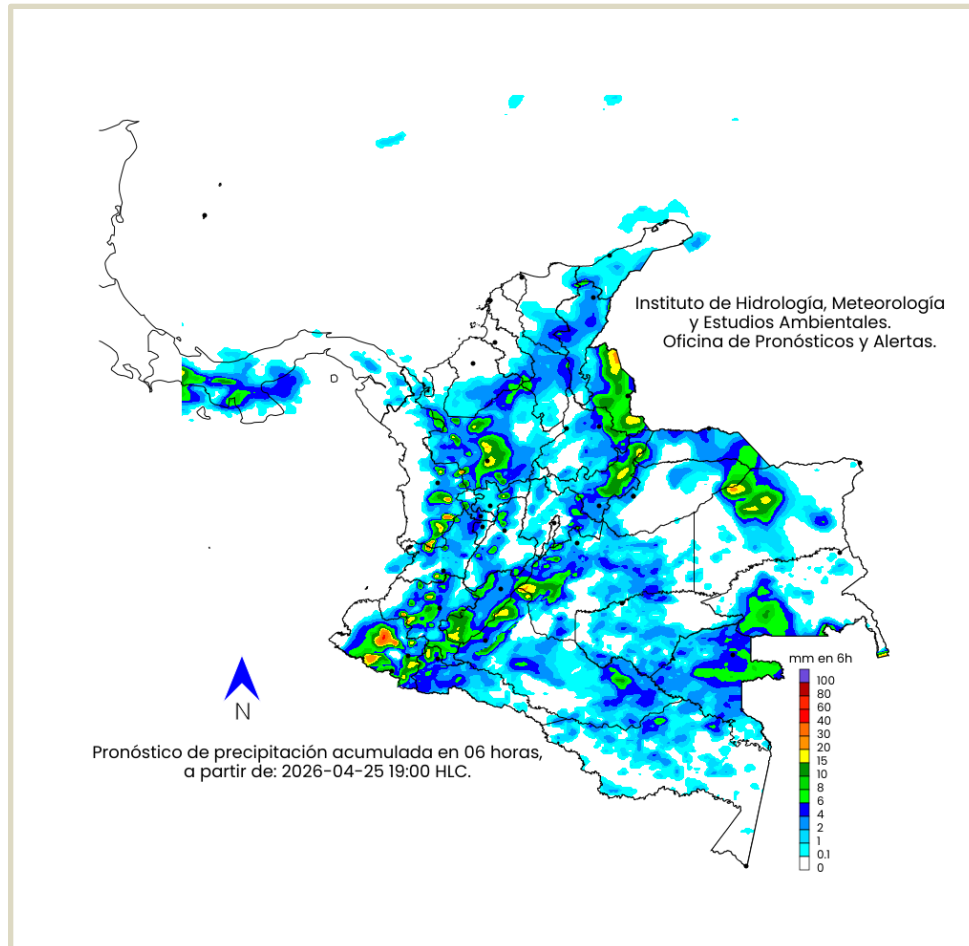 Instituto de Hidrología, Meteorología
y Estudios Ambientales.
Oficina de Pronósticos y Alertas.
mm en 6h
100
80
60
40
30
20
15
10
8
6
4
2
1
0.1
0
N
Pronóstico de precipitación acumulada en 06 horas,
a partir de: 2026-04-25 19:00 HLC.